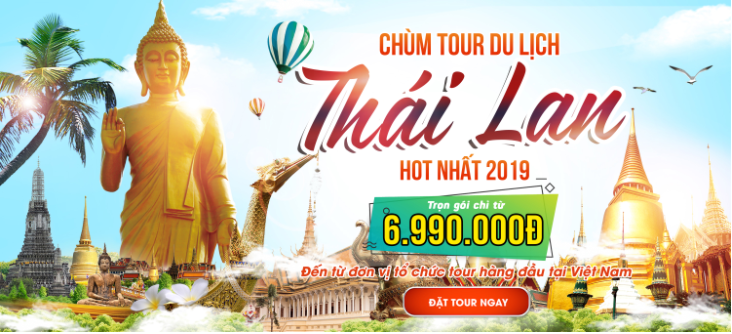 CHÙM TOUR DU LỊCH
Thái Lan
HOT NHẤT 2019
Trọn gói chỉ từ
6.990.000Đ
Đến từ đơn vị tổ chức tour hàng đầu tại Việt Nam
ĐẶT TOUR NGAY